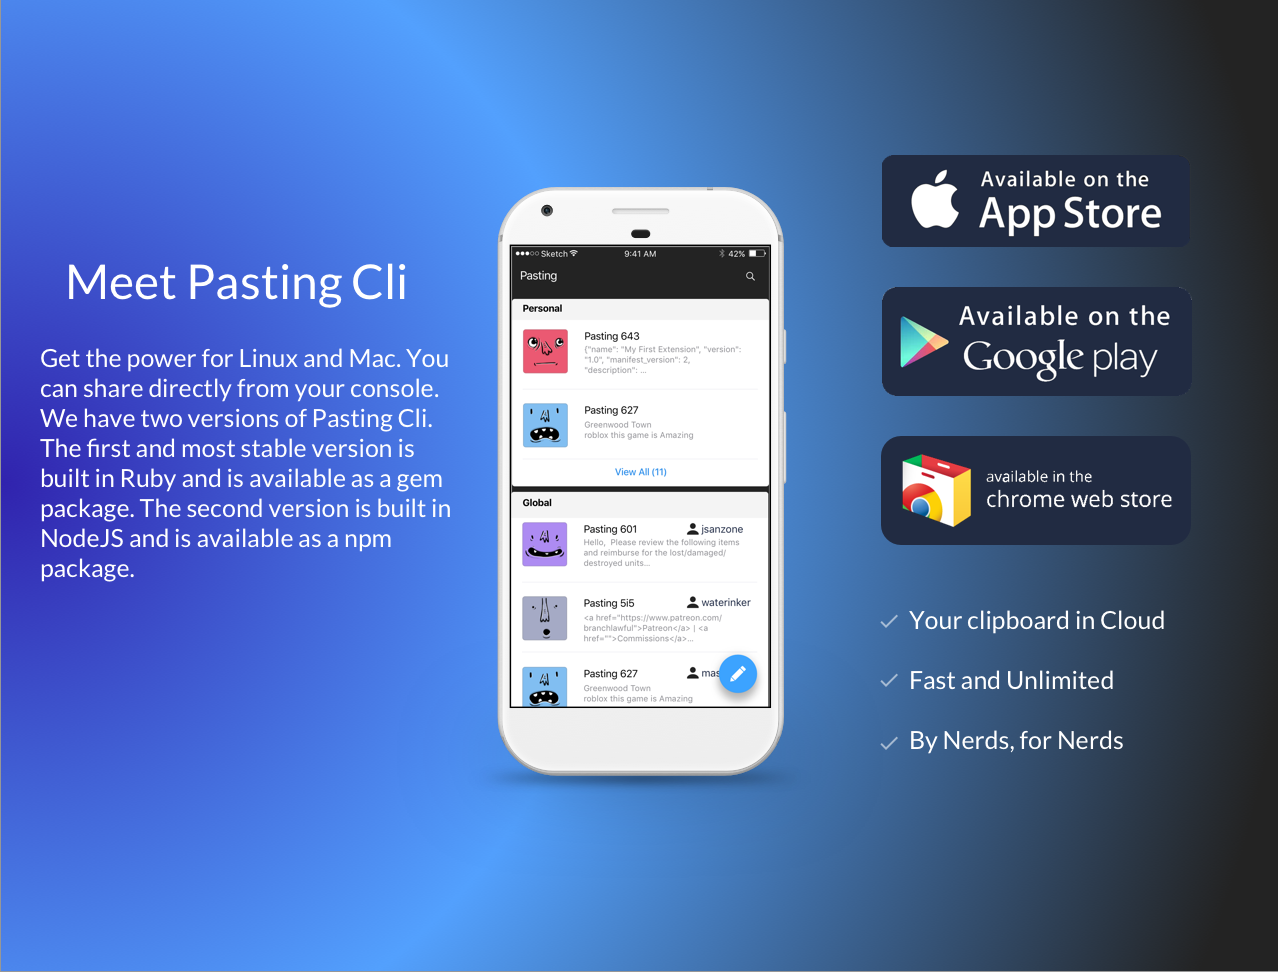 Meet Pasting Cli
Get the power for Linux and Mac. You
can share directly from your console.
We have two versions of Pasting Cli.
The first and most stable version is
built in Ruby and is available as a gem
package. The second version is built in
NodeJS and is available as a npm
package.
Sketch 9:41 AM 42%
Pasting
Personal
Pasting 643
{"name": "My First Extension", "version":
"1.0", "manifest_version": 2,
"description": ...
Pasting 627
Greenwood Town
roblox this game is Amazing
View All (11)
Global
Pasting 601 jsanzone
Hello, Please review the following items
and reimburse for the lost/damaged/
destroyed units...
Pasting 5i5 waterinker
<a href="https://www.patreon.com/
branchlawful">Patreon</a> | <a
href="">Commissions</a>...
Pasting 627 mas
Greenwood Town
roblox this game is Amazing
Available on the
App Store
Available on the
Google play
available in the
chrome web store
Your clipboard in Cloud
Fast and Unlimited
By Nerds, for Nerds